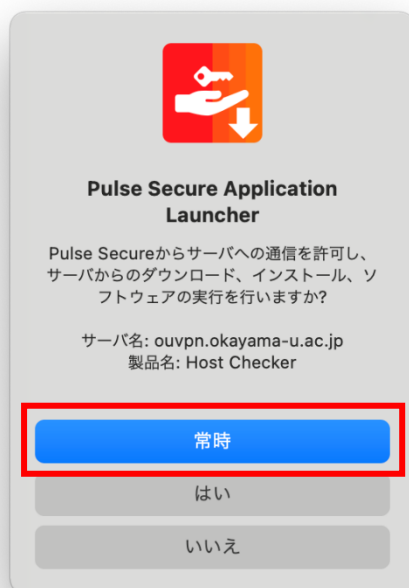 Pulse Secure Application
Launcher
Pulse Secureからサーバへの通信を許可し、
サーバからのダウンロード、インストール、ソ
フトウェアの実行を行いますか?
サーバ名: ouvpn.okayama-u.ac.jp
製品名: Host Checker
常時
はい
いいえ